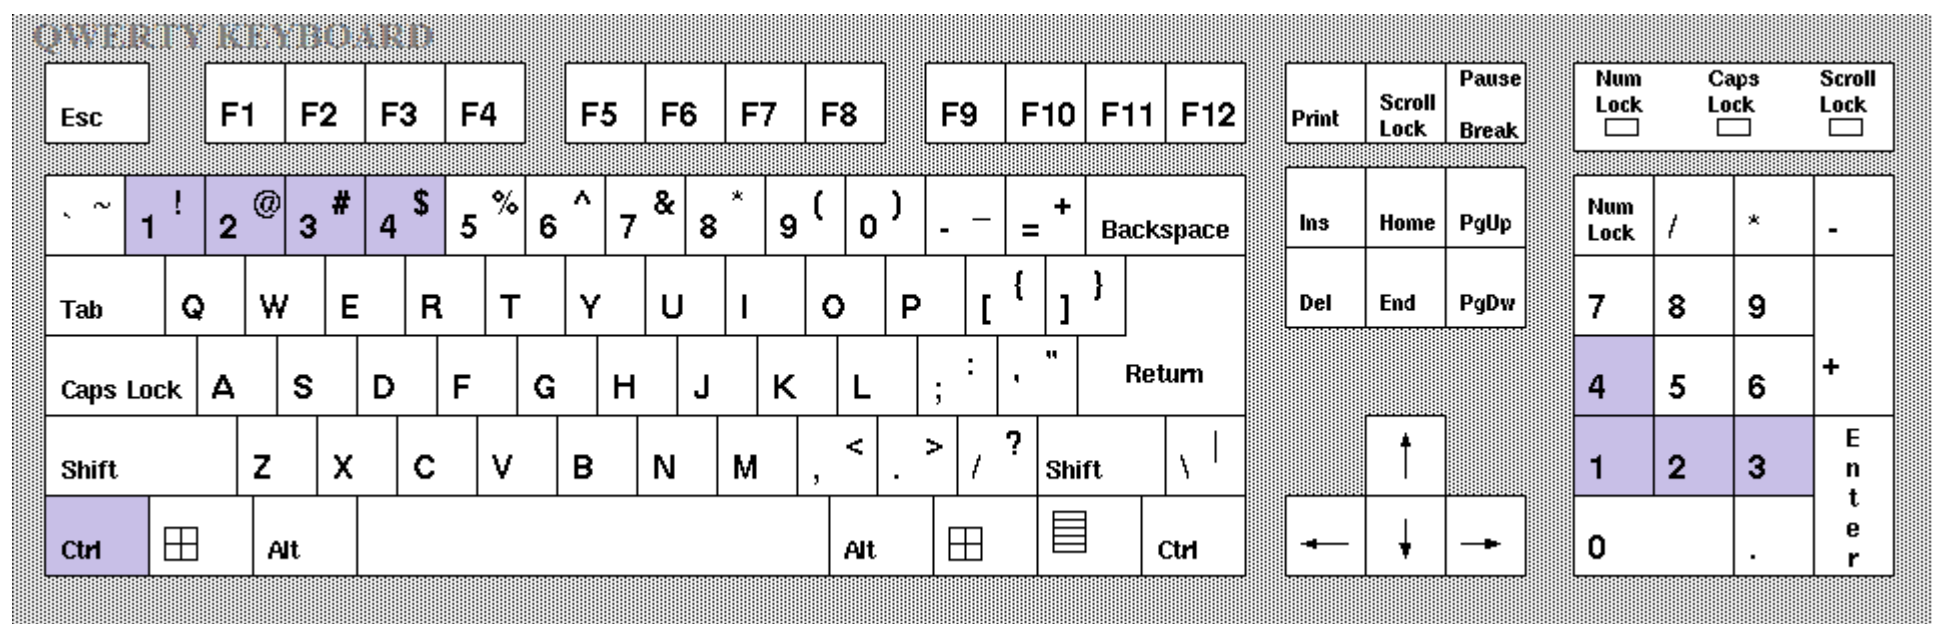 QWERTY KEYBOARD
Esc F1 F2 F3 F4 F5 F6 F7 F8 F9 F10 F11 F12 Print Scroll Lock Pause Break Num Lock Caps Lock Scroll Lock
` ~ 1 ! 2 @ 3 # 4 $ 5 % 6 ^ 7 & 8 * 9 ( 0 ) - _ = + Backspace Ins Home PgUp Num Lock / * -
Tab Q W E R T Y U I O P [ { ] } Del End PgDw 7 8 9 +
Caps Lock A S D F G H J K L ; : ' " Return 4 5 6
Shift Z X C V B N M , < . > / ? Shift \ | ↑ 1 2 3 Enter
Ctrl Alt Alt Ctrl ← ↓ → 0 .